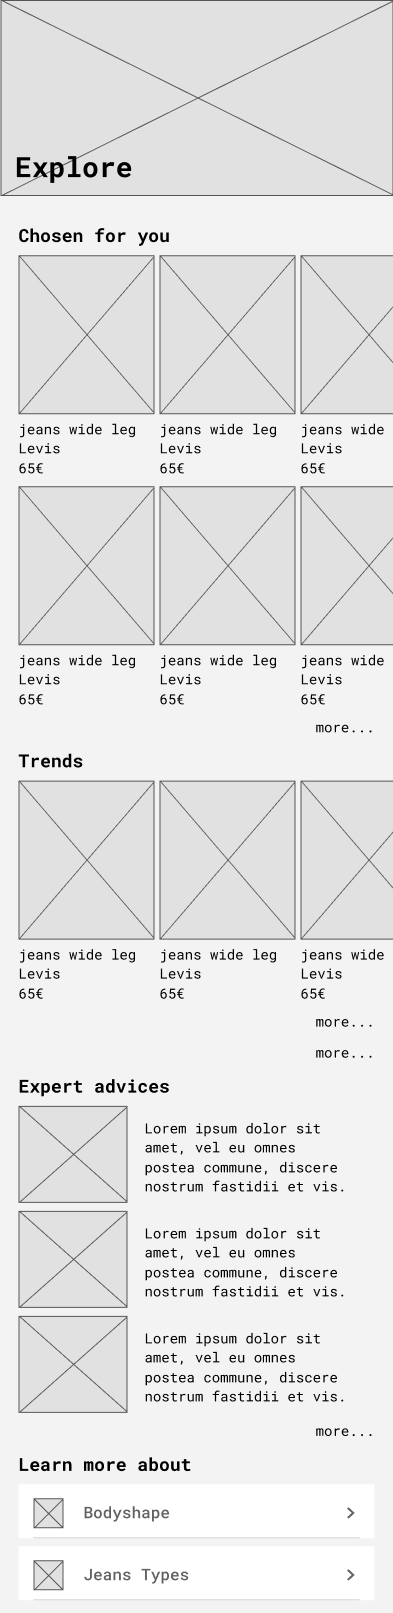 Explore
Chosen for you
jeans wide leg jeans wide leg jeans wide
Levis Levis Levis
65€ 65€ 65€
jeans wide leg jeans wide leg jeans wide
Levis Levis Levis
65€ 65€ 65€
more...
Trends
jeans wide leg jeans wide leg jeans wide
Levis Levis Levis
65€ 65€ 65€
more...
more...
Expert advices
Lorem ipsum dolor sit
amet, vel eu omnes
postea commune, discere
nostrum fastidii et vis.
Lorem ipsum dolor sit
amet, vel eu omnes
postea commune, discere
nostrum fastidii et vis.
Lorem ipsum dolor sit
amet, vel eu omnes
postea commune, discere
nostrum fastidii et vis.
more...
Learn more about
Bodyshape
Jeans Types